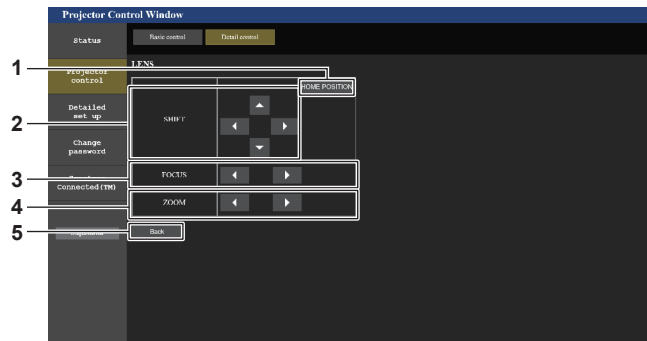 Projector Control Window
Status
Basic control
Detail control
LENS
1
Projector
control
HOME POSITION
Detailed
set up
2
SHIFT
Change
password
3
FOCUS
Connected(TM)
4
ZOOM
5
Back